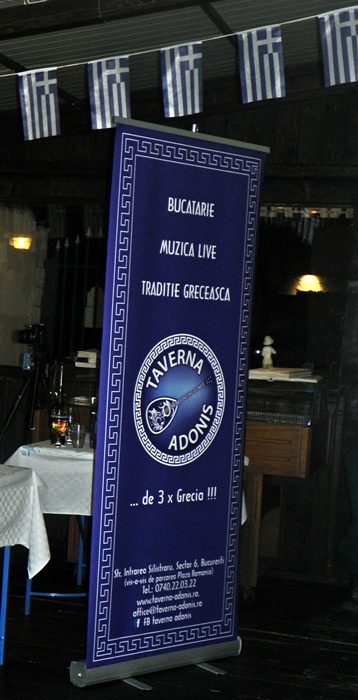 BUCATARIE
MUZICA LIVE
TRADITIE GRECEASCA
TAVERNA
ADONIS
... de 3 x Grecia !!!
Str. Intrarea Silistraru, Sector 6, Bucuresti
(vis-a-vis de parcarea Plaza Romania)
Tel.: 0740.22.03.22
www.taverna-adonis.ro
office@taverna-adonis.ro
f FB taverna adonis